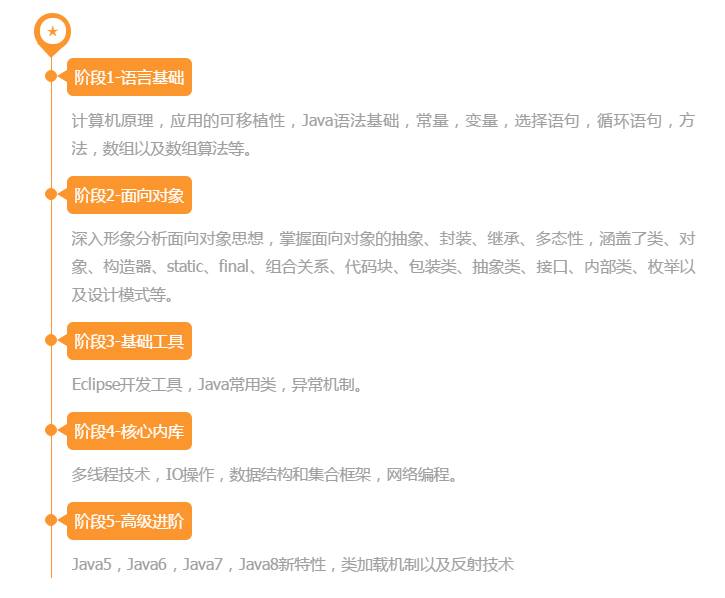 阶段1-语言基础
计算机原理，应用的可移植性，Java语法基础，常量，变量，选择语句，循环语句，方
法，数组以及数组算法等。
阶段2-面向对象
深入形象分析面向对象思想，掌握面向对象的抽象、封装、继承、多态性，涵盖了类、对
象、构造器、static、final、组合关系、代码块、包装类、抽象类、接口、内部类、枚举以
及设计模式等。
阶段3-基础工具
Eclipse开发工具，Java常用类，异常机制。
阶段4-核心内库
多线程技术，IO操作，数据结构和集合框架，网络编程。
阶段5-高级进阶
Java5，Java6，Java7，Java8新特性，类加载机制以及反射技术